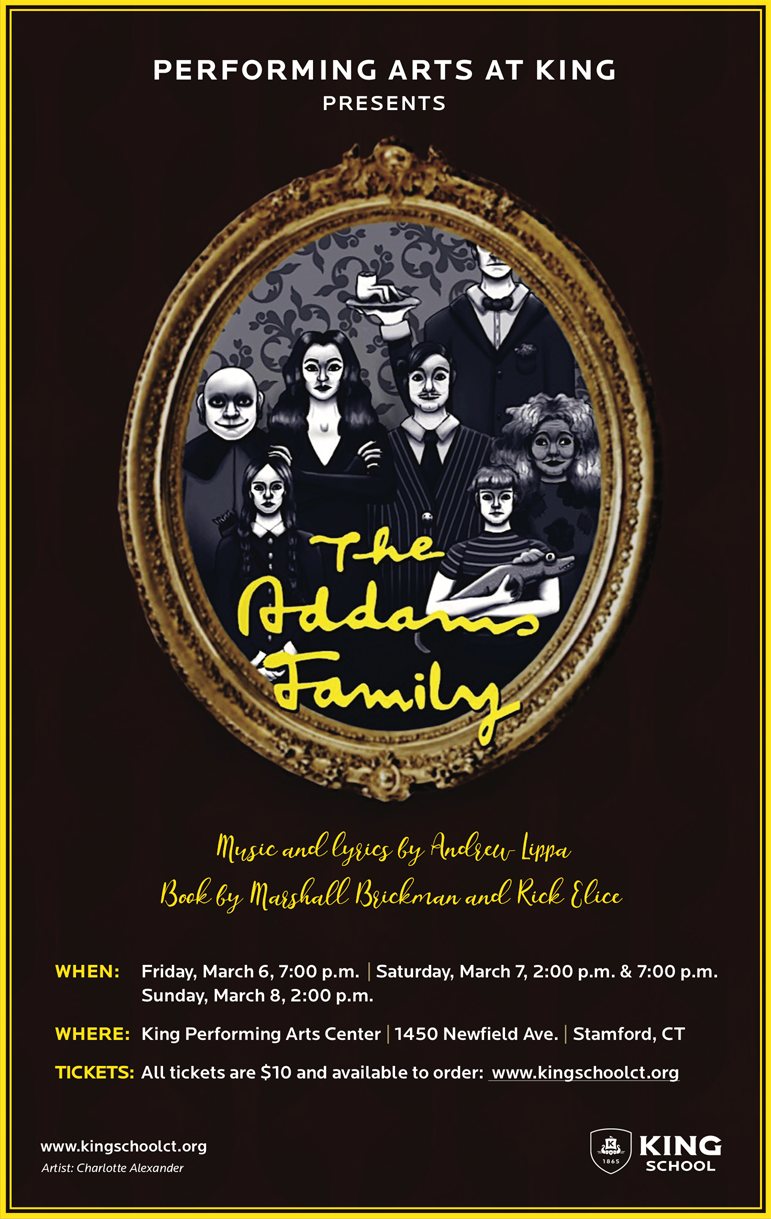 PERFORMING ARTS AT KING
PRESENTS
The
Addams
Family
Music and lyrics by Andrew Lippa
Book by Marshall Brickman and Rick Elice
WHEN: Friday, March 6, 7:00 p.m. | Saturday, March 7, 2:00 p.m. & 7:00 p.m.
Sunday, March 8, 2:00 p.m.
WHERE: King Performing Arts Center | 1450 Newfield Ave. | Stamford, CT
TICKETS: All tickets are $10 and available to order: www.kingschoolct.org
www.kingschoolct.org
Artist: Charlotte Alexander
K
1865
KING
SCHOOL